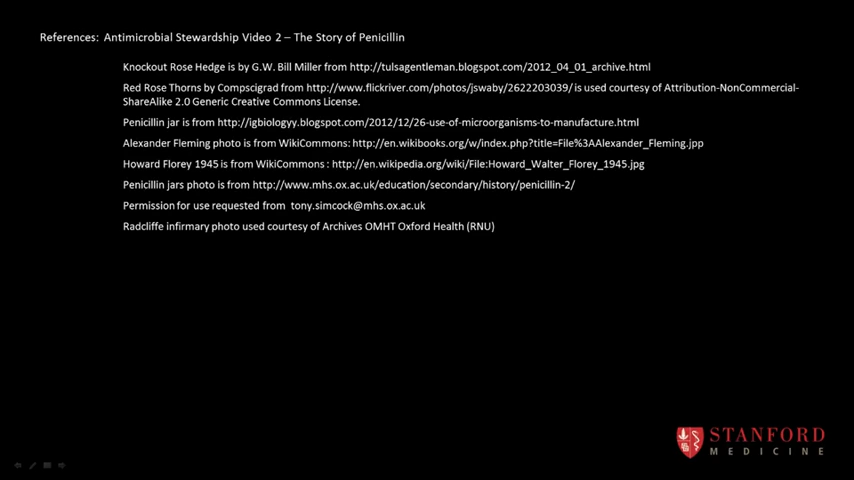 References: Antimicrobial Stewardship Video 2 – The Story of Penicillin
Knockout Rose Hedge is by G.W. Bill Miller from http://tulsagentleman.blogspot.com/2012_04_01_archive.html
Red Rose Thorns by Compscigrad from http://www.flickriver.com/photos/jswaby/2622203039/ is used courtesy of Attribution-NonCommercial-
ShareAlike 2.0 Generic Creative Commons License.
Penicillin jar is from http://igbiologyy.blogspot.com/2012/12/26-use-of-microorganisms-to-manufacture.html
Alexander Fleming photo is from WikiCommons: http://en.wikibooks.org/w/index.php?title=File%3AAlexander_Fleming.jpp
Howard Florey 1945 is from WikiCommons : http://en.wikipedia.org/wiki/File:Howard_Walter_Florey_1945.jpg
Penicillin jars photo is from http://www.mhs.ox.ac.uk/education/secondary/history/penicillin-2/
Permission for use requested from tony.simcock@mhs.ox.ac.uk
Radcliffe infirmary photo used courtesy of Archives OMHT Oxford Health (RNU)
STANFORD
MEDICINE